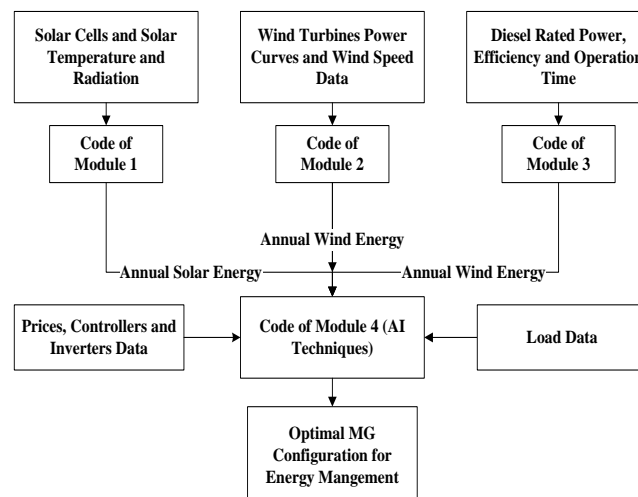 Solar Cells and Solar
Temperature and
Radiation
Wind Turbines Power
Curves and Wind Speed
Data
Diesel Rated Power,
Efficiency and Operation
Time
Code of
Module 1
Code of
Module 2
Code of
Module 3
Annual Wind Energy
Annual Solar Energy
Annual Wind Energy
Prices, Controllers and
Inverters Data
Code of Module 4 (AI
Techniques)
Load Data
Optimal MG
Configuration for
Energy Mangement